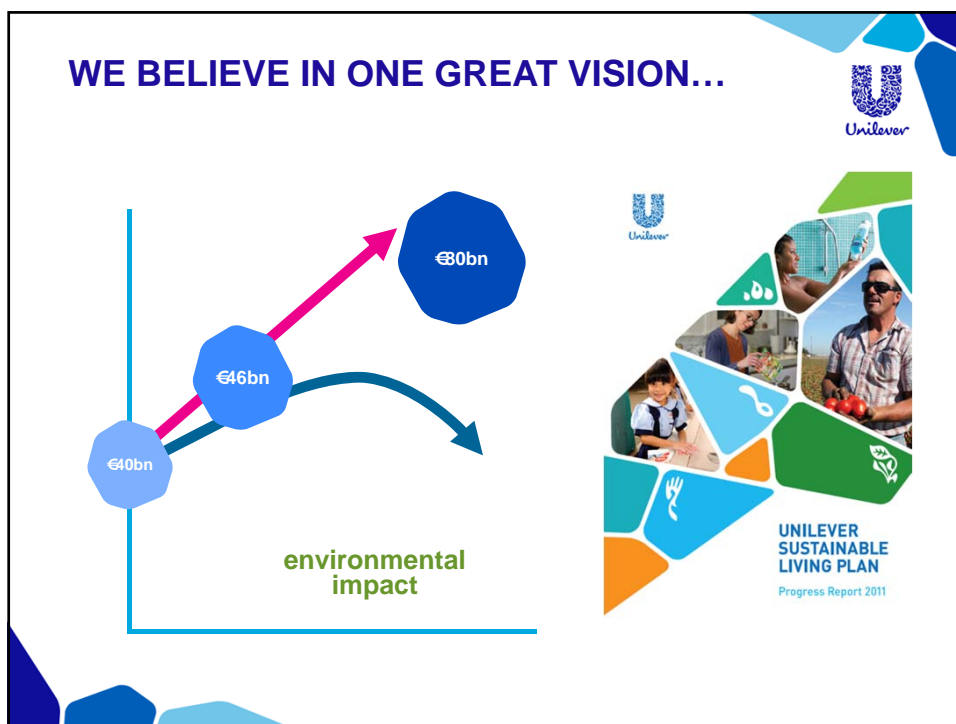 WE BELIEVE IN ONE GREAT VISION…
Unilever
€80bn
€46bn
€40bn
environmental
impact
Unilever
UNILEVER
SUSTAINABLE
LIVING PLAN
Progress Report 2011